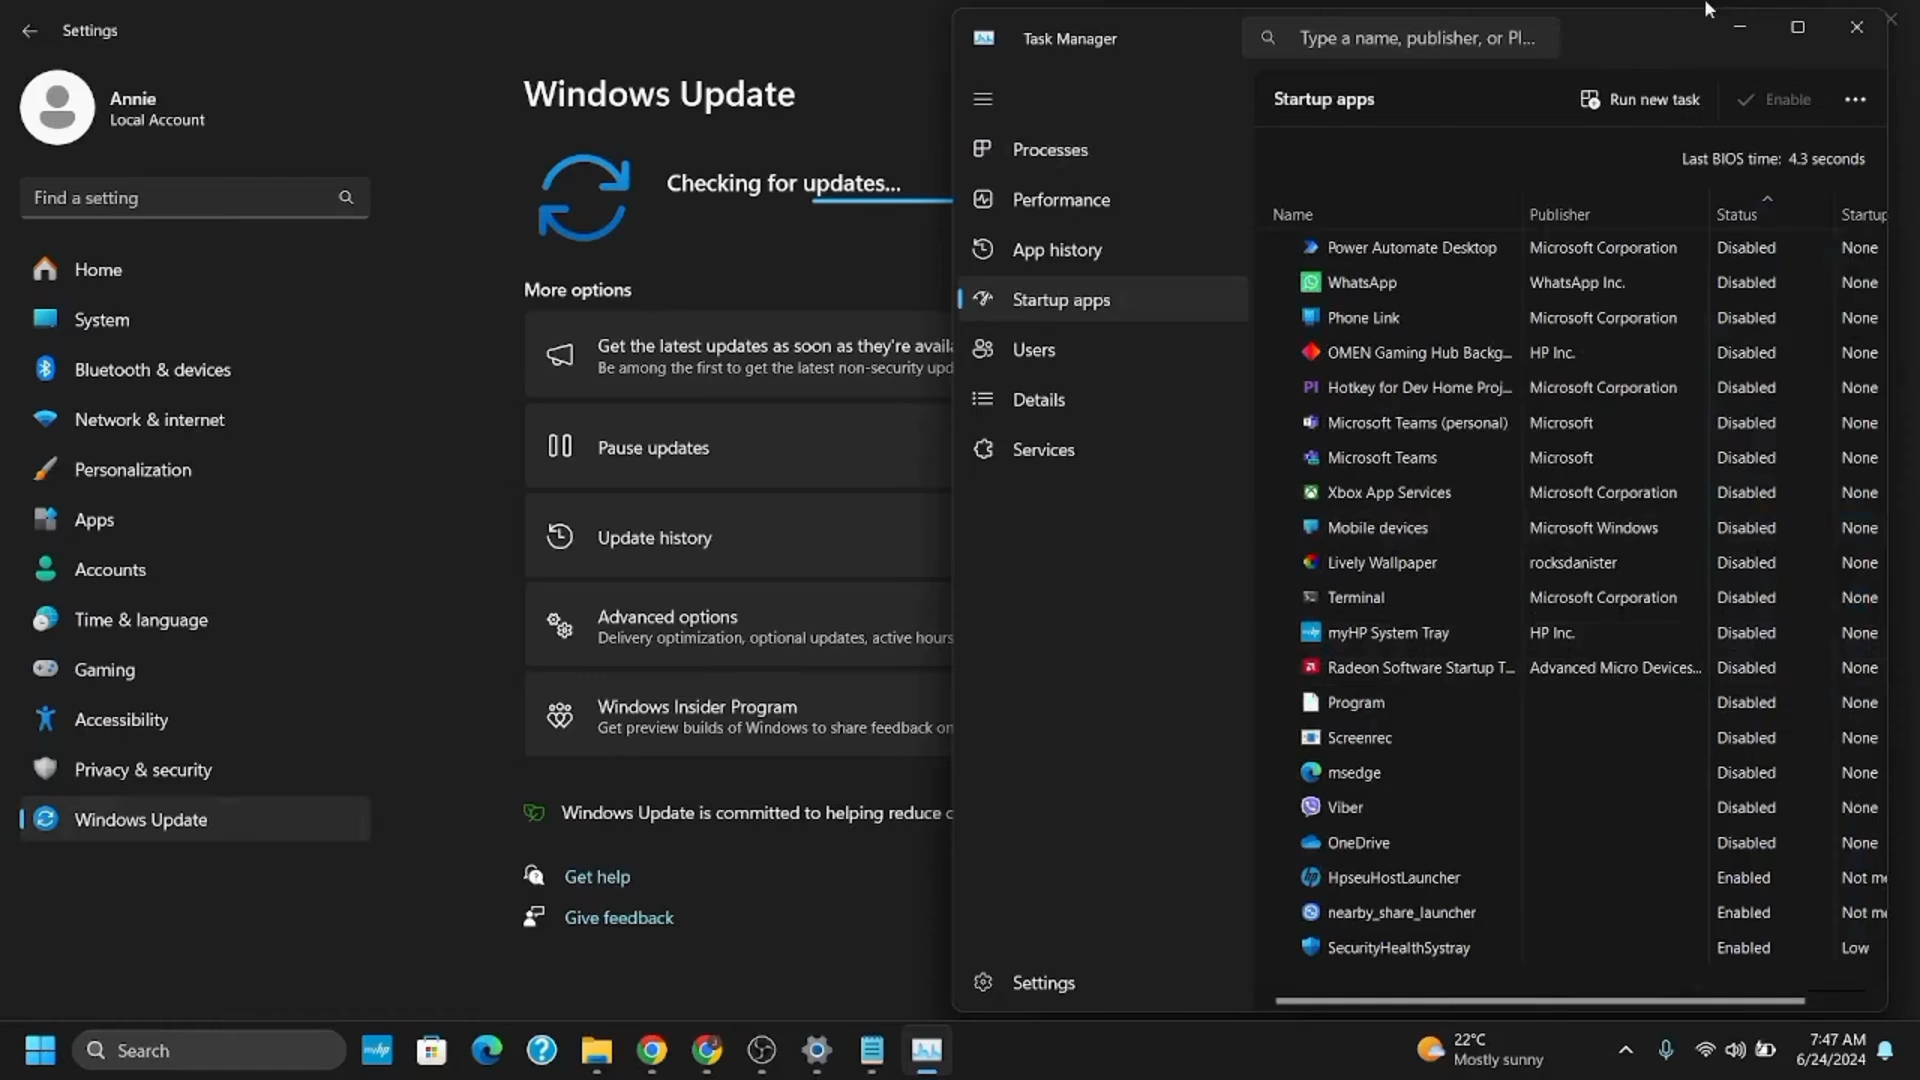 Settings
Annie
Local Account
Find a setting
Home
System
Bluetooth & devices
Network & internet
Personalization
Apps
Accounts
Time & language
Gaming
Accessibility
Privacy & security
Windows Update
Windows Update
Checking for updates...
More options
Get the latest updates as soon as they're avail
Be among the first to get the latest non-security upd
Pause updates
Update history
Advanced options
Delivery optimization, optional updates, active hours
Windows Insider Program
Get preview builds of Windows to share feedback on
Windows Update is committed to helping reduce c
Get help
Give feedback
Task Manager
Type a name, publisher, or PI...
Processes
Performance
App history
Startup apps
Users
Details
Services
Settings
Startup apps
Run new task
Enable
Last BIOS time: 4.3 seconds
Name Publisher Status Startup
Power Automate Desktop Microsoft Corporation Disabled None
WhatsApp WhatsApp Inc. Disabled None
Phone Link Microsoft Corporation Disabled None
OMEN Gaming Hub Backg... HP Inc. Disabled None
Hotkey for Dev Home Proj... Microsoft Corporation Disabled None
Microsoft Teams (personal) Microsoft Disabled None
Microsoft Teams Microsoft Disabled None
Xbox App Services Microsoft Corporation Disabled None
Mobile devices Microsoft Windows Disabled None
Lively Wallpaper rocksdanister Disabled None
Terminal Microsoft Corporation Disabled None
myHP System Tray HP Inc. Disabled None
Radeon Software Startup T... Advanced Micro Devices... Disabled None
Program Disabled None
Screenrec Disabled None
msedge Disabled None
Viber Disabled None
OneDrive Disabled None
HpseuHostLauncher Enabled Not me
nearby_share_launcher Enabled Not me
SecurityHealthSystray Enabled Low
Search
myhp
22°C
Mostly sunny
7:47 AM
6/24/2024